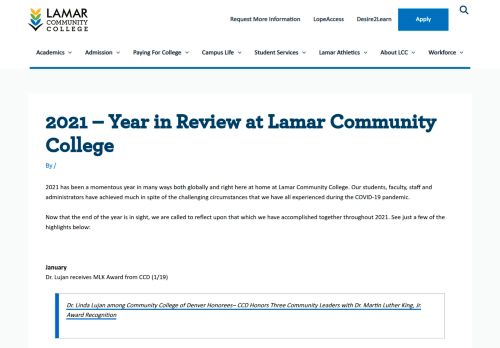 LAMAR
COMMUNITY
COLLEGE
Request More Information LopeAccess Desire2Learn Apply
Academics Admission Paying For College Campus Life Student Services Lamar Athletics About LCC Workforce
2021 – Year in Review at Lamar Community
College
By /
2021 has been a momentous year in many ways both globally and right here at home at Lamar Community College. Our students, faculty, staff and
administrators have achieved much in spite of the challenging circumstances that we have all experienced during the COVID-19 pandemic.
Now that the end of the year is in sight, we are called to reflect upon that which we have accomplished together throughout 2021. See just a few of the
highlights below:
January
Dr. Lujan receives MLK Award from CCD (1/19)
Dr. Linda Lujan among Community College of Denver Honorees– CCD Honors Three Community Leaders with Dr. Martin Luther King, Jr.
Award Recognition